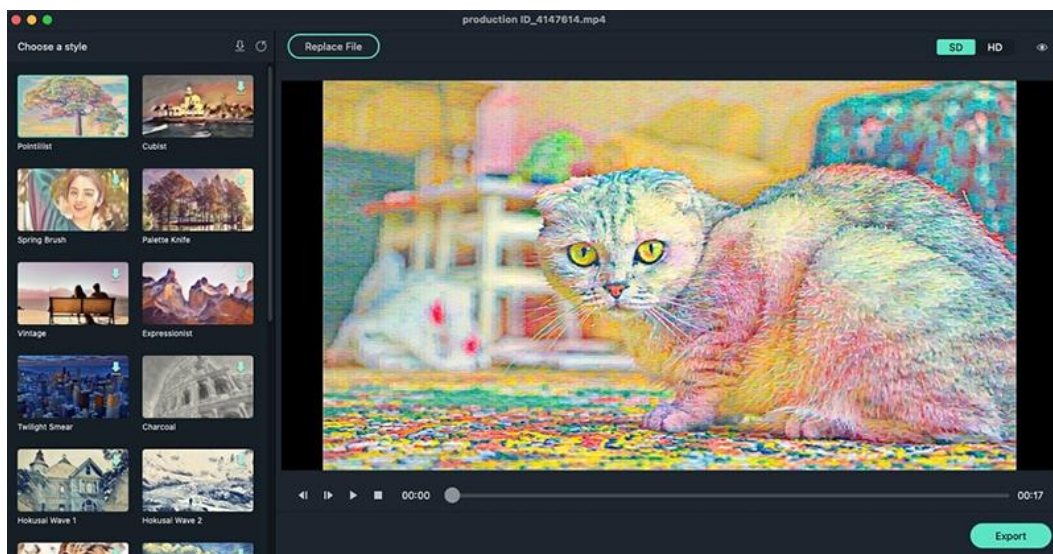 production ID_4147614.mp4
Choose a style
Replace File
SD HD
Pointillist Cubist
Spring Brush Palette Knife
Vintage Expressionist
Twilight Smear Charcoal
Hokusai Wave 1 Hokusai Wave 2
00:00 00:17
Export